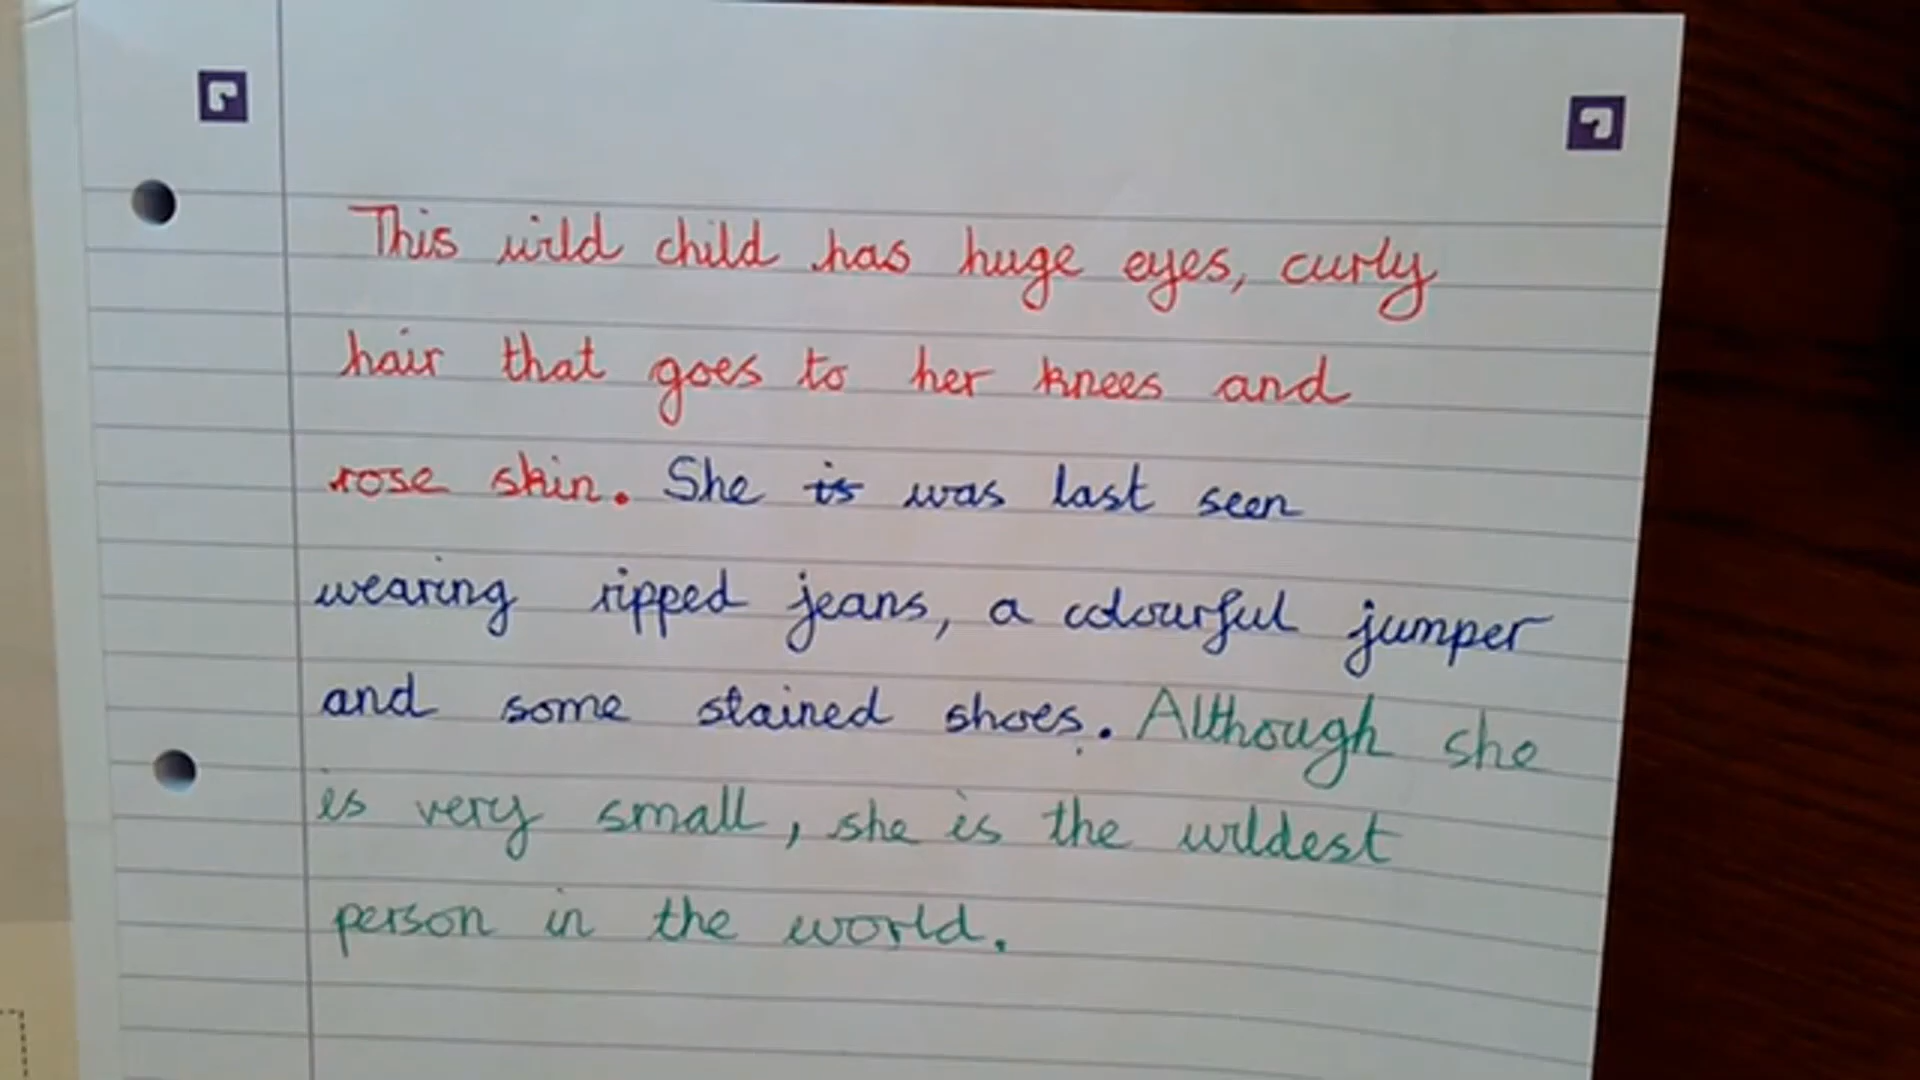 This wild child has huge eyes, curly
hair that goes to her knees and
rose skin. She is was last seen
wearing ripped jeans, a colourful jumper
and some stained shoes. Although she
is very small, she is the wildest
person in the world.